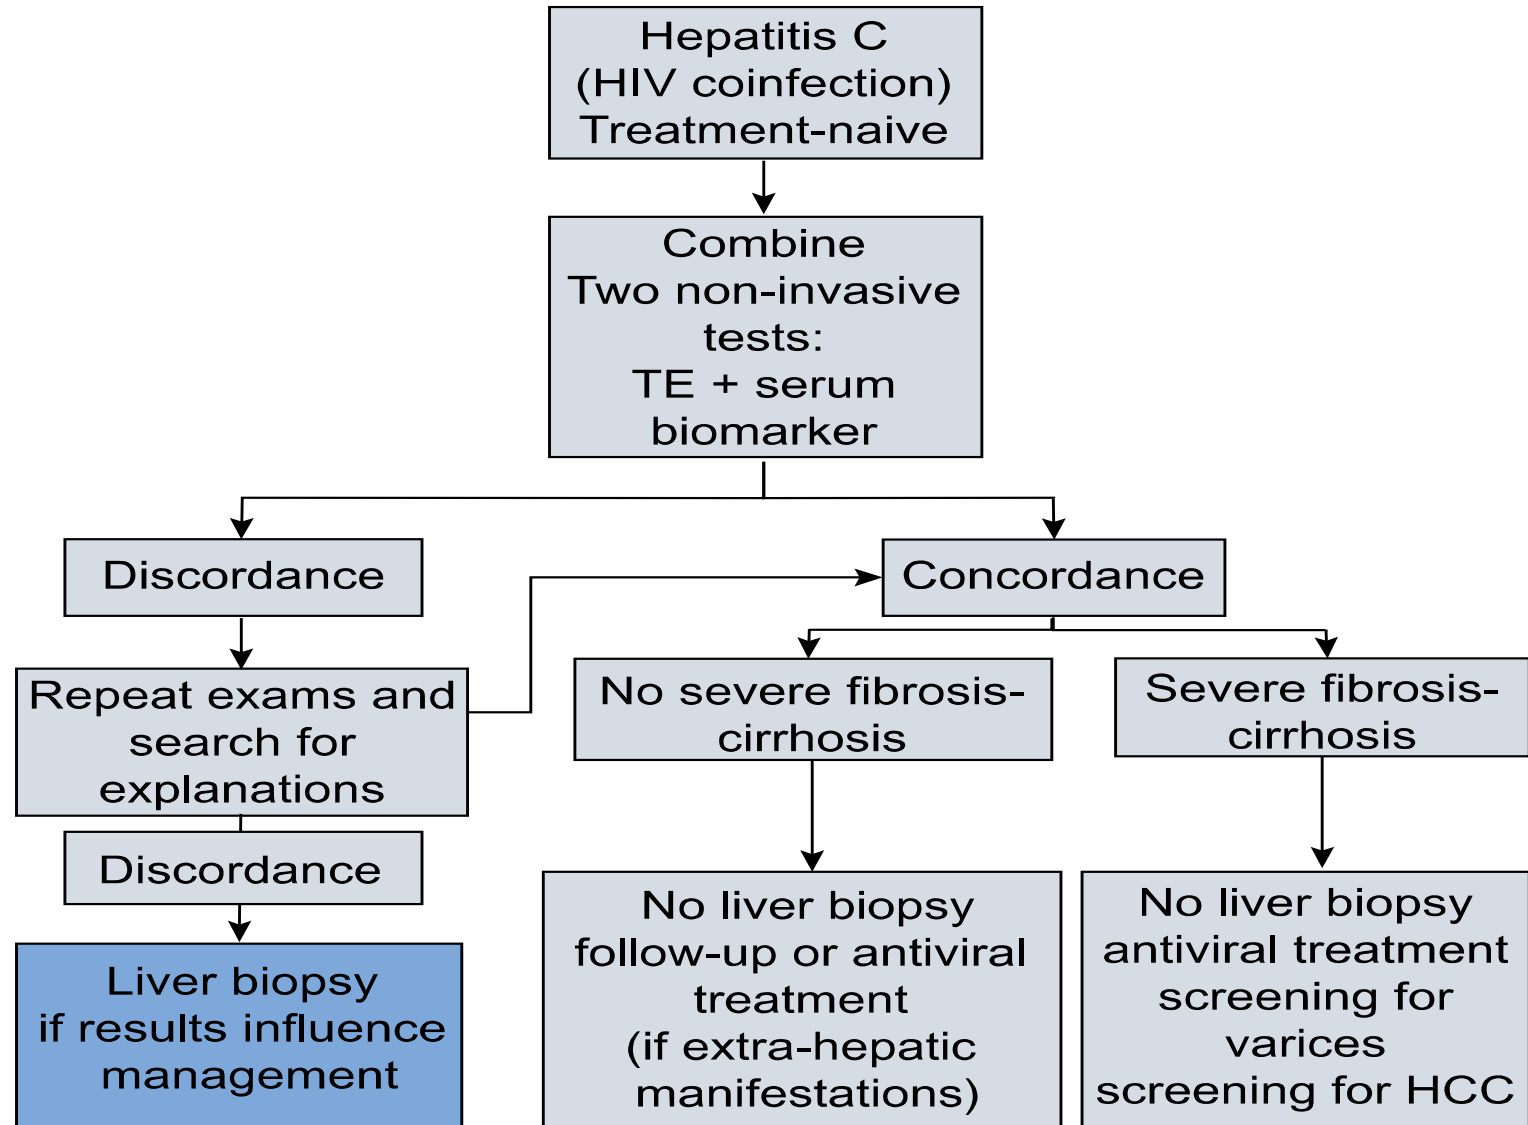 Hepatitis C
(HIV coinfection)
Treatment-naive
Combine
Two non-invasive
tests:
TE + serum
biomarker
Discordance
Concordance
Repeat exams and
search for
explanations
No severe fibrosis-
cirrhosis
Severe fibrosis-
cirrhosis
Discordance
Liver biopsy
if results influence
management
No liver biopsy
follow-up or antiviral
treatment
(if extra-hepatic
manifestations)
No liver biopsy
antiviral treatment
screening for
varices
screening for HCC